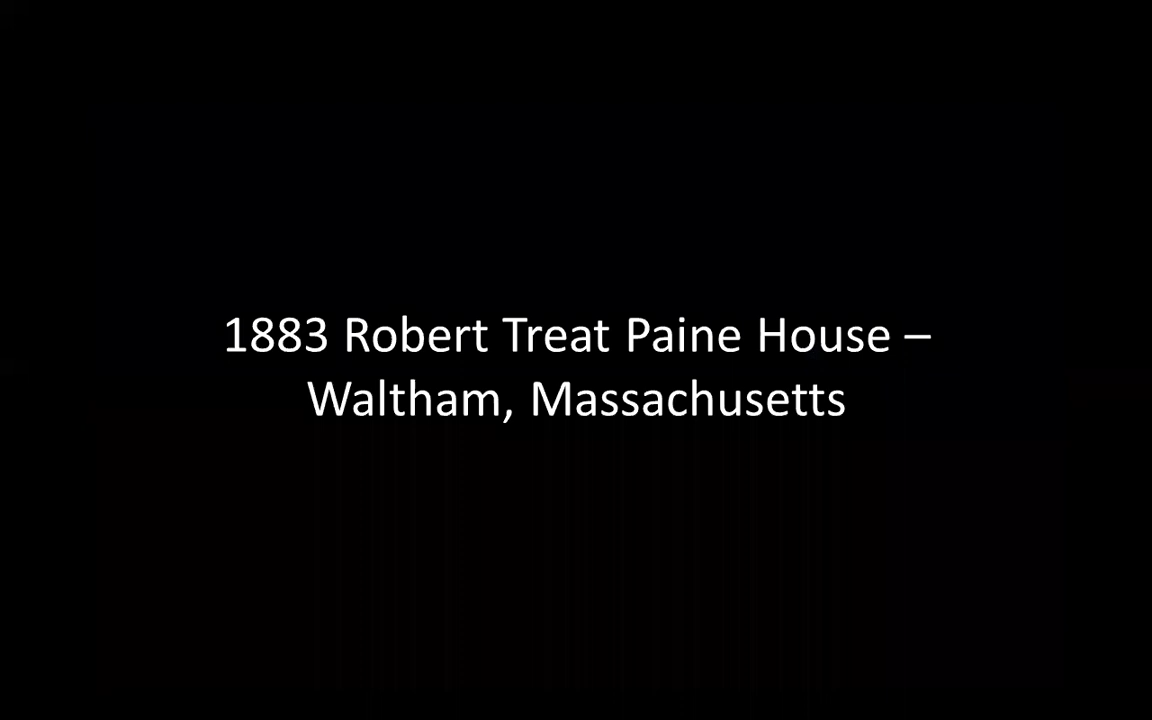 1883 Robert Treat Paine House –
Waltham, Massachusetts